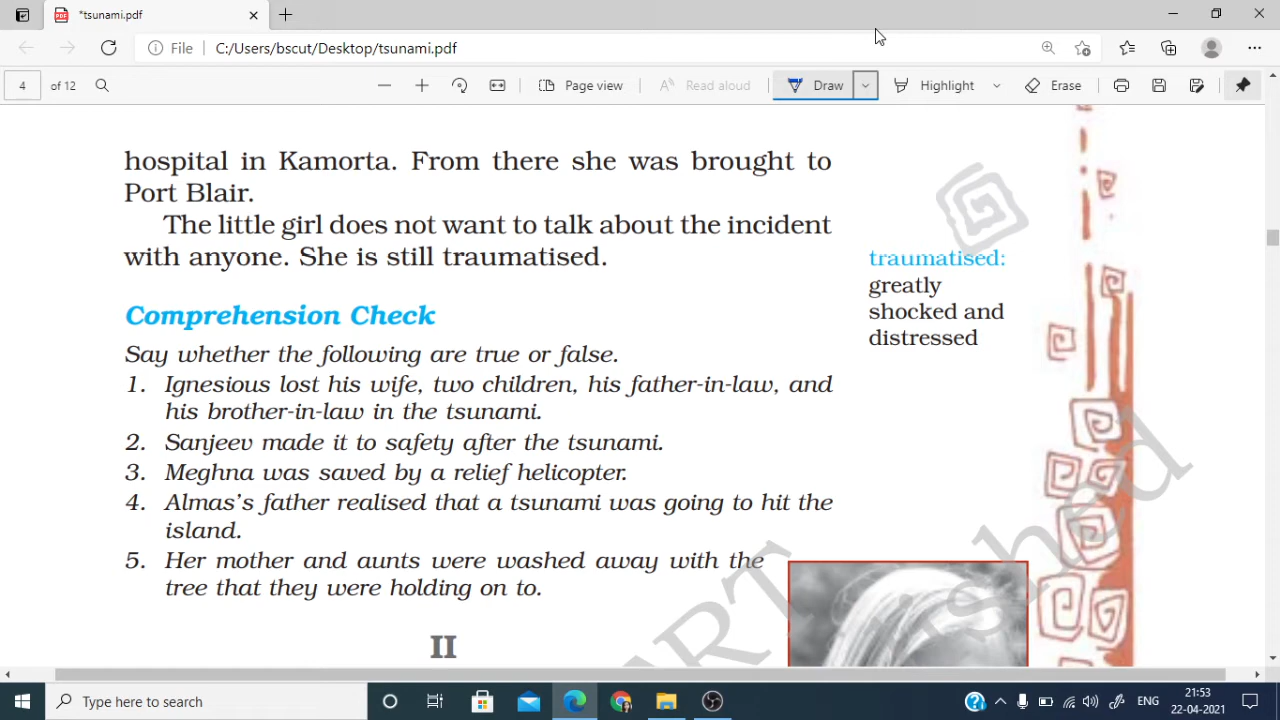 *tsunami.pdf
File C:/Users/bscut/Desktop/tsunami.pdf
4 of 12 Page view Read aloud Draw Highlight Erase
hospital in Kamorta. From there she was brought to
Port Blair.
The little girl does not want to talk about the incident
with anyone. She is still traumatised.
traumatised:
greatly
shocked and
distressed
Comprehension Check
Say whether the following are true or false.
1. Ignesious lost his wife, two children, his father-in-law, and
his brother-in-law in the tsunami.
2. Sanjeev made it to safety after the tsunami.
3. Meghna was saved by a relief helicopter.
4. Almas's father realised that a tsunami was going to hit the
island.
5. Her mother and aunts were washed away with the
tree that they were holding on to.
II
Type here to search
ENG
21:53
22-04-2021